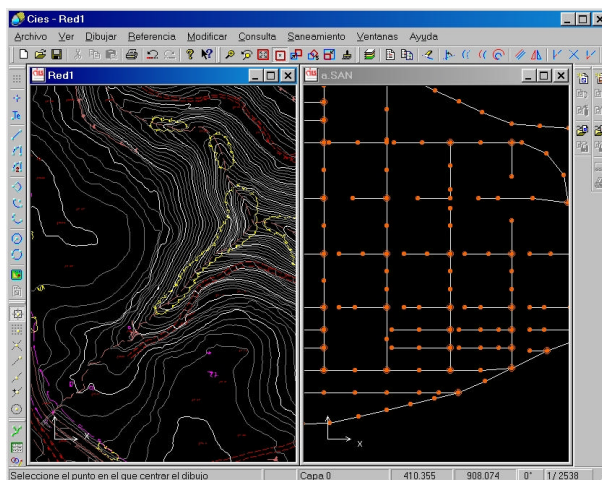 Cies - Red1
Archivo Ver Dibujar Referencia Modificar Consulta Saneamiento Ventanas Ayuda
Red1
a.SAN
Te
X
X
Seleccione el punto en el que centrar el dibujo Capa 0 410.355 908.074 0° 1/2538